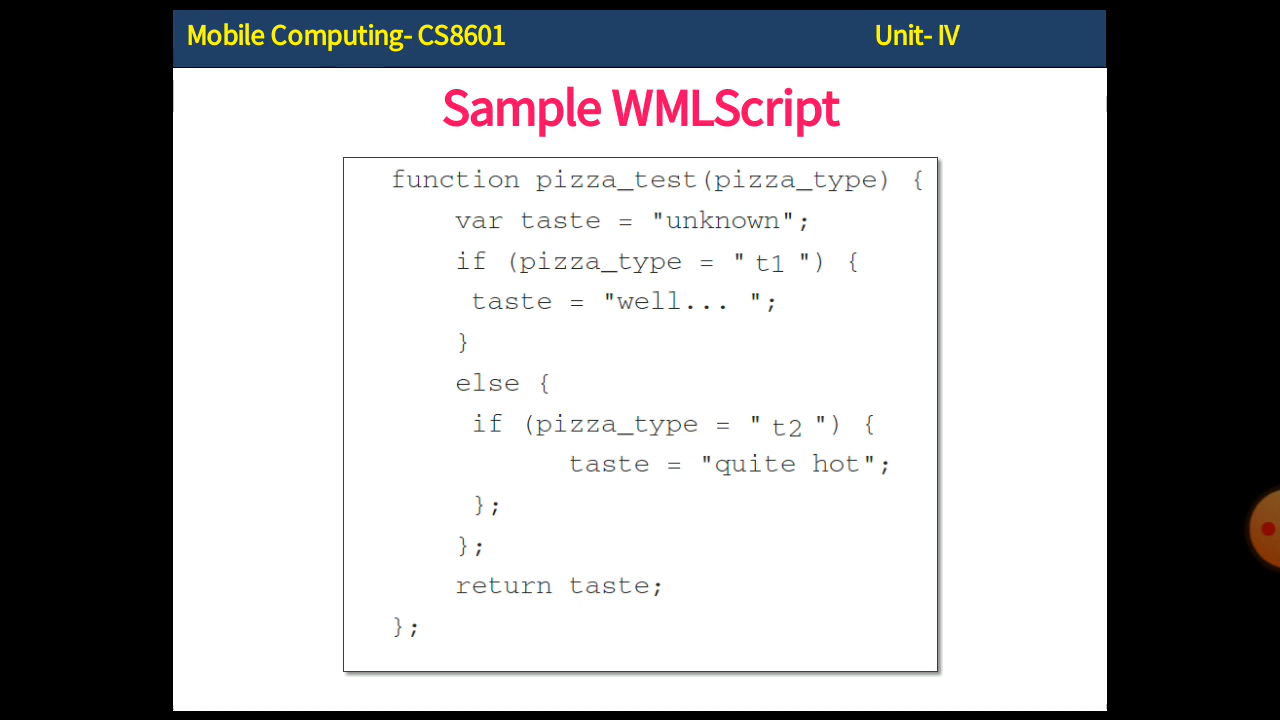 Mobile Computing- CS8601 Unit- IV
Sample WMLScript
function pizza_test(pizza_type) {
var taste = "unknown";
if (pizza_type = " t1 ") {
taste = "well... ";
}
else {
if (pizza_type = " t2 ") {
taste = "quite hot";
};
};
return taste;
};